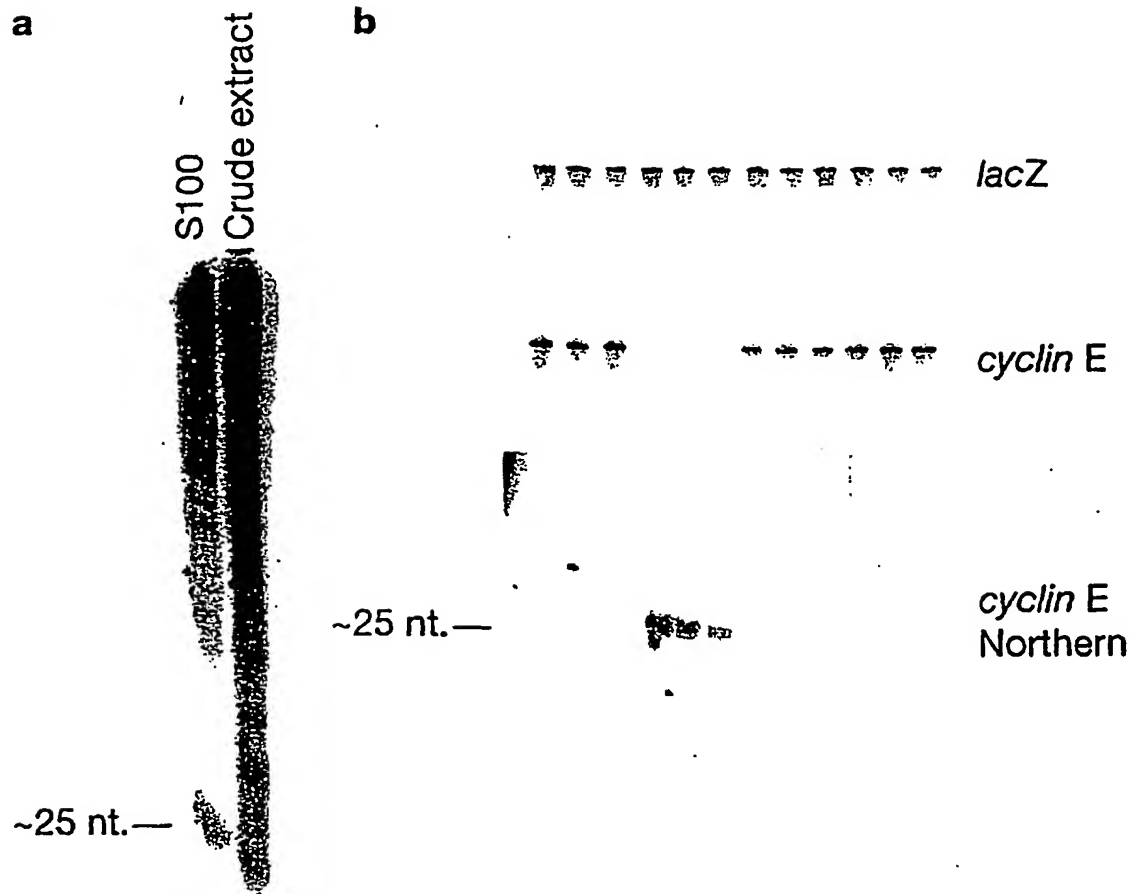 a
b
S100
Crude extract
lacZ
cyclin E
~25 nt.—
cyclin E
Northern
~25 nt.—